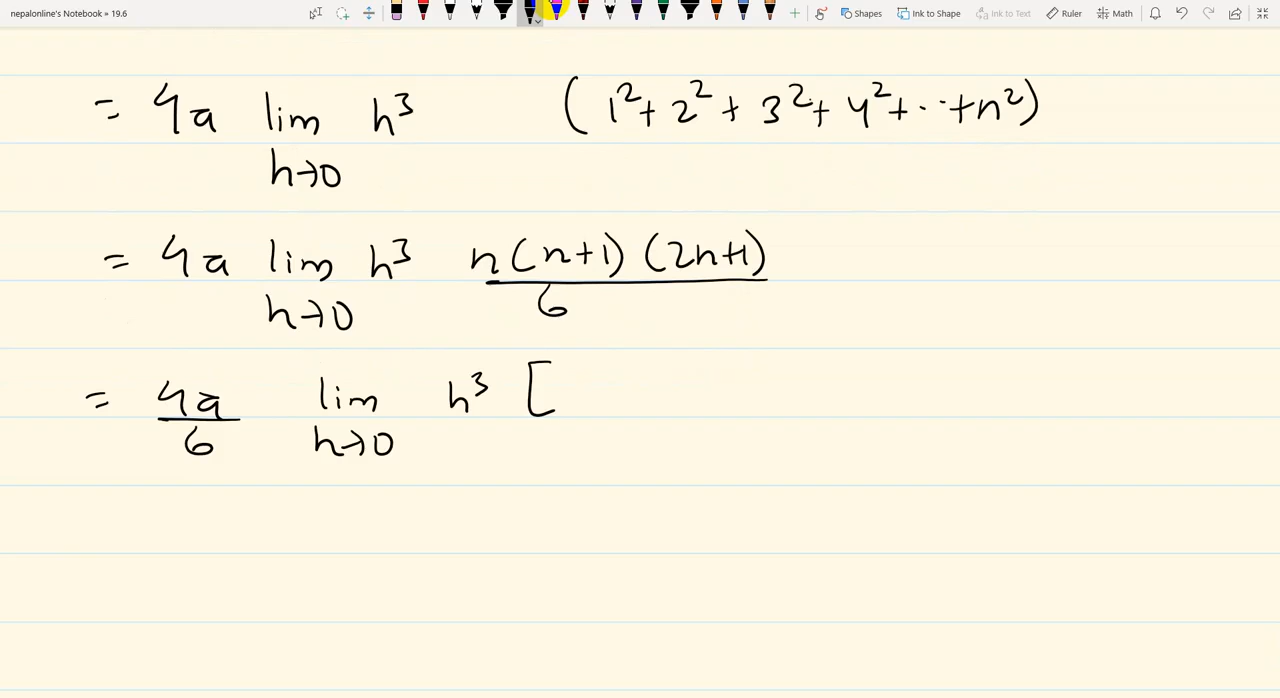 nepalonline's Notebook » 19.6 Shapes Ink to Shape Ink to Text Ruler Math
= 4a lim h³ (1² + 2² + 3² + 4² + ... + n²)
h→0
= 4a lim h³ n(n+1)(2n+1)
h→0 6
= 4a lim h³ [
6 h→0